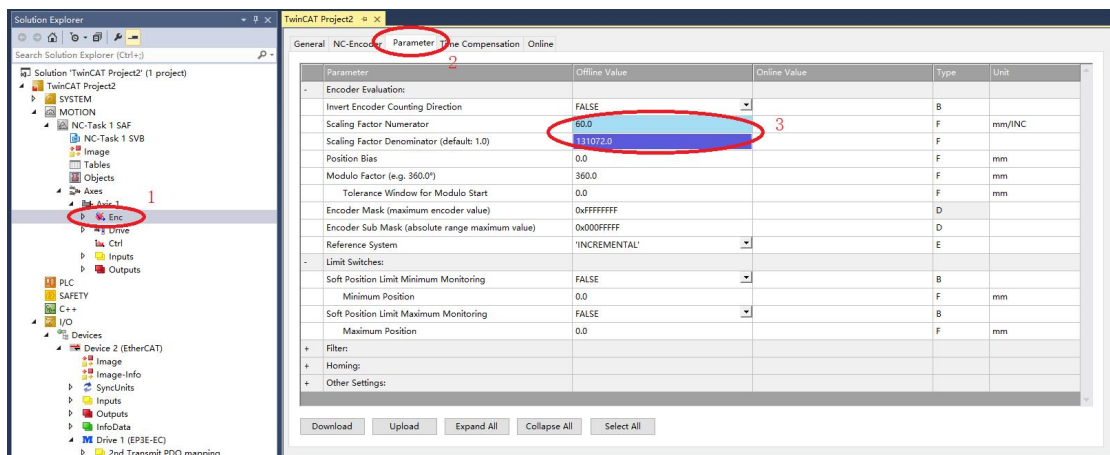 Solution Explorer
Search Solution Explorer (Ctrl+;)
Solution 'TwinCAT Project2' (1 project)
TwinCAT Project2
SYSTEM
MOTION
NC-Task 1 SAF
NC-Task 1 SVB
Image
Tables
Objects
Axes
Axis 1
1
Enc
Drive
Ctrl
Inputs
Outputs
PLC
SAFETY
C++
I/O
Devices
Device 2 (EtherCAT)
Image
Image-Info
SyncUnits
Inputs
Outputs
InfoData
Drive 1 (EP3E-EC)
2nd Transmit PDO mapping
TwinCAT Project2
General NC-Encoder Parameter Time Compensation Online
2
Parameter Offline Value Online Value Type Unit
- Encoder Evaluation:
Invert Encoder Counting Direction FALSE B
Scaling Factor Numerator 60.0 3 F mm/INC
Scaling Factor Denominator (default: 1.0) 131072.0 F
Position Bias 0.0 F mm
Modulo Factor (e.g. 360.0°) 360.0 F mm
Tolerance Window for Modulo Start 0.0 F mm
Encoder Mask (maximum encoder value) 0xFFFFFFFF D
Encoder Sub Mask (absolute range maximum value) 0x000FFFFF D
Reference System 'INCREMENTAL' E
- Limit Switches:
Soft Position Limit Minimum Monitoring FALSE B
Minimum Position 0.0 F mm
Soft Position Limit Maximum Monitoring FALSE B
Maximum Position 0.0 F mm
+ Filter:
+ Homing:
+ Other Settings:
Download Upload Expand All Collapse All Select All